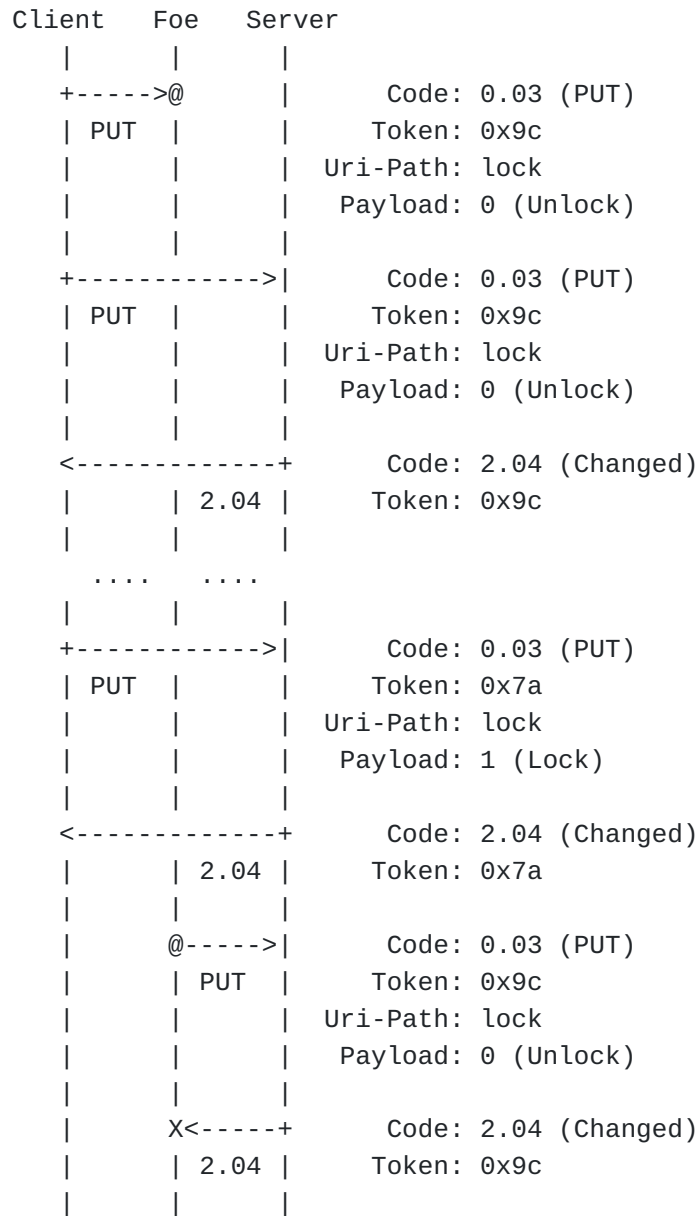 Client   Foe   Server
   |      |      |
   +----->@      |      Code: 0.03 (PUT)
   | PUT  |      |     Token: 0x9c
   |      |      |  Uri-Path: lock
   |      |      |   Payload: 0 (Unlock)
   |      |      |
   +------------>|      Code: 0.03 (PUT)
   | PUT  |      |     Token: 0x9c
   |      |      |  Uri-Path: lock
   |      |      |   Payload: 0 (Unlock)
   |      |      |
   <-------------+      Code: 2.04 (Changed)
   |      | 2.04 |     Token: 0x9c
   |      |      |
     ....   ....
   |      |      |
   +------------>|      Code: 0.03 (PUT)
   | PUT  |      |     Token: 0x7a
   |      |      |  Uri-Path: lock
   |      |      |   Payload: 1 (Lock)
   |      |      |
   <-------------+      Code: 2.04 (Changed)
   |      | 2.04 |     Token: 0x7a
   |      |      |
   |      @----->|      Code: 0.03 (PUT)
   |      | PUT  |     Token: 0x9c
   |      |      |  Uri-Path: lock
   |      |      |   Payload: 0 (Unlock)
   |      |      |
   |      X<-----+      Code: 2.04 (Changed)
   |      | 2.04 |     Token: 0x9c
   |      |      |